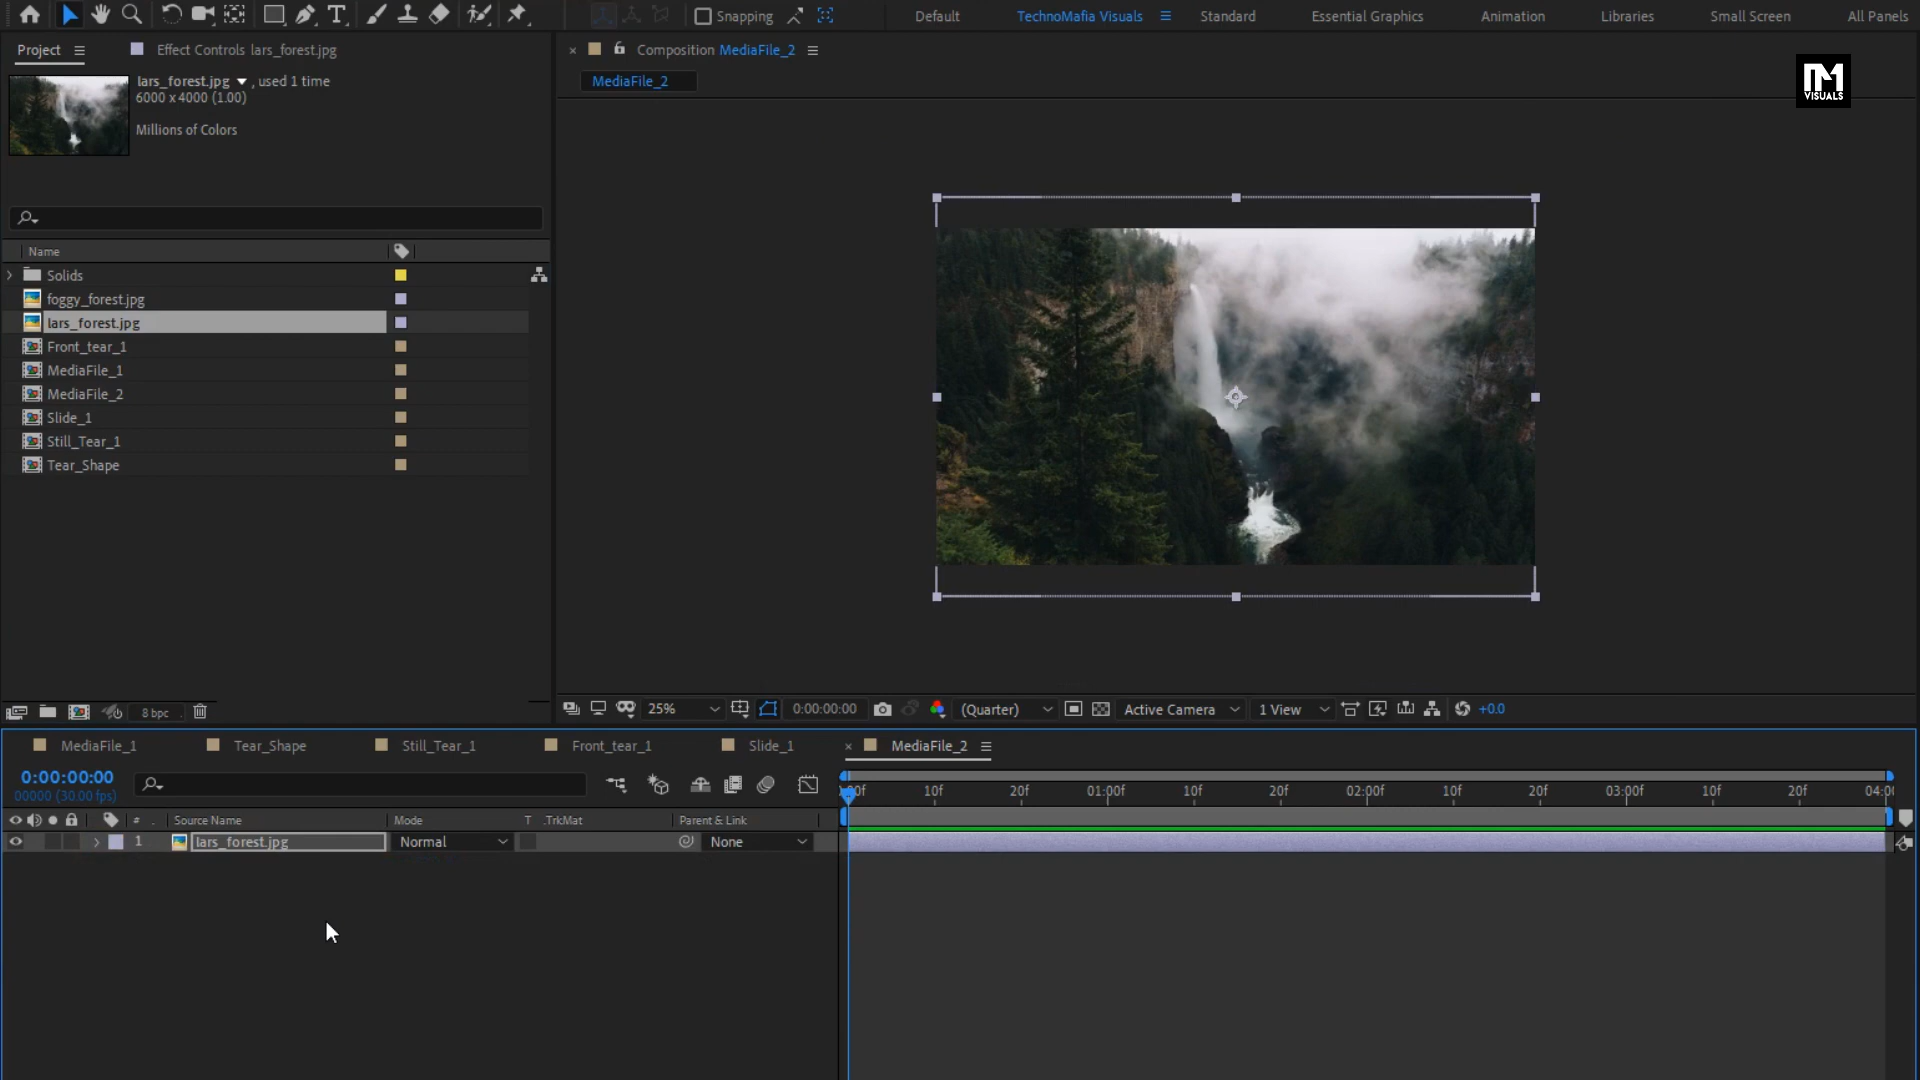 Snapping
Default
TechnoMafia Visuals
Standard
Essential Graphics
Animation
Libraries
Small Screen
All Panels
Project
Effect Controls lars_forest.jpg
Composition MediaFile_2
MediaFile_2
VISUALS
lars_forest.jpg , used 1 time
6000 x 4000 (1.00)
Millions of Colors
Name
Solids
foggy_forest.jpg
lars_forest.jpg
Front_tear_1
MediaFile_1
MediaFile_2
Slide_1
Still_Tear_1
Tear_Shape
8 bpc
25%
0:00:00:00
(Quarter)
Active Camera
1 View
+0.0
MediaFile_1
Tear_Shape
Still_Tear_1
Front_tear_1
Slide_1
MediaFile_2
0:00:00:00
00000 (30.00 fps)
10f
20f
01:00f
10f
20f
02:00f
10f
20f
03:00f
10f
20f
Source Name
Mode
T .TrkMat
Parent & Link
1
lars_forest.jpg
Normal
None